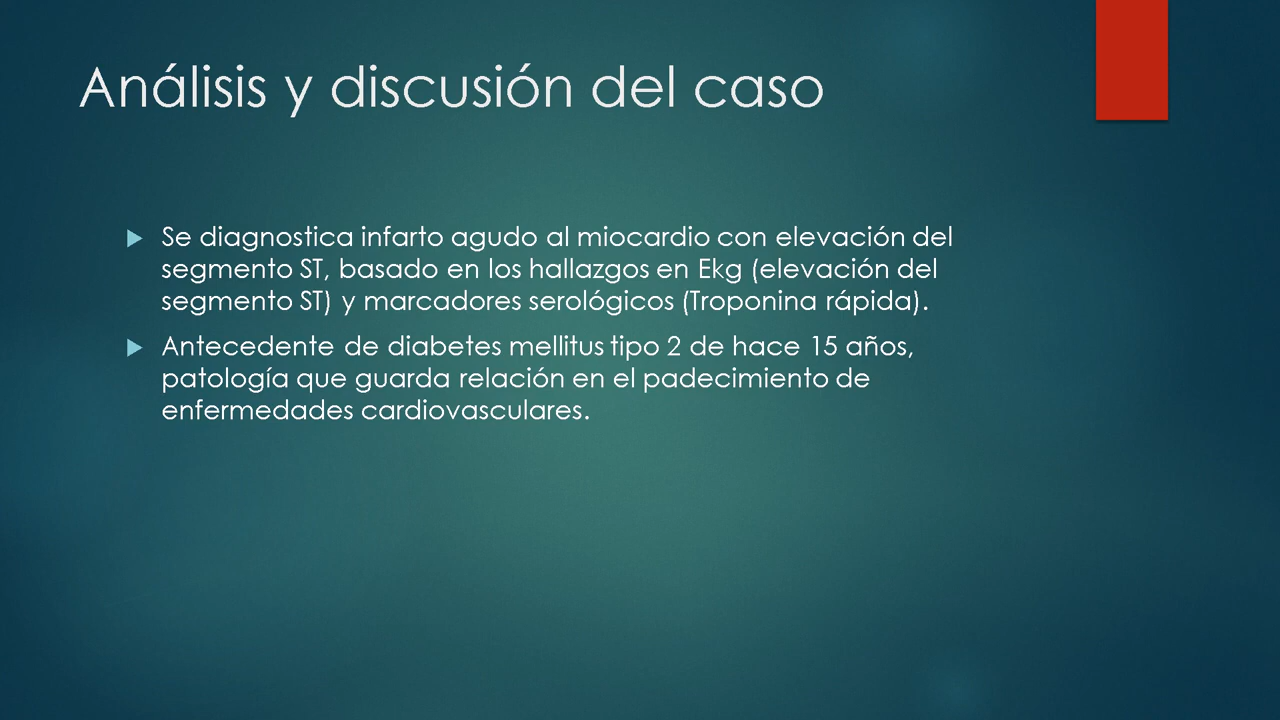 Análisis y discusión del caso
Se diagnostica infarto agudo al miocardio con elevación del
segmento ST, basado en los hallazgos en Ekg (elevación del
segmento ST) y marcadores serológicos (Troponina rápida).
Antecedente de diabetes mellitus tipo 2 de hace 15 años,
patología que guarda relación en el padecimiento de
enfermedades cardiovasculares.